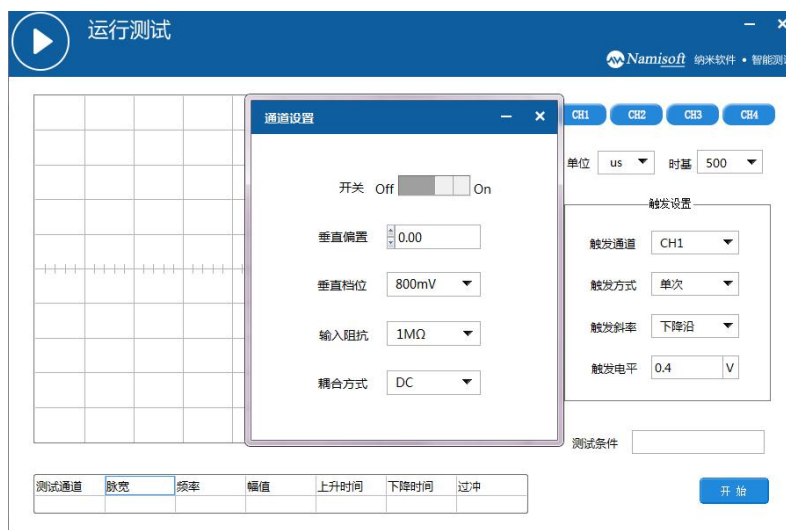 运行测试
Namisoft 纳米软件 • 智能测试
通道设置
开关 Off On
垂直偏置 0.00
垂直档位 800mV
输入阻抗 1MΩ
耦合方式 DC
CH1 CH2 CH3 CH4
单位 us 时基 500
触发设置
触发通道 CH1
触发方式 单次
触发斜率 下降沿
触发电平 0.4 V
测试条件
测试通道 脉宽 频率 幅值 上升时间 下降时间 过冲
开 始